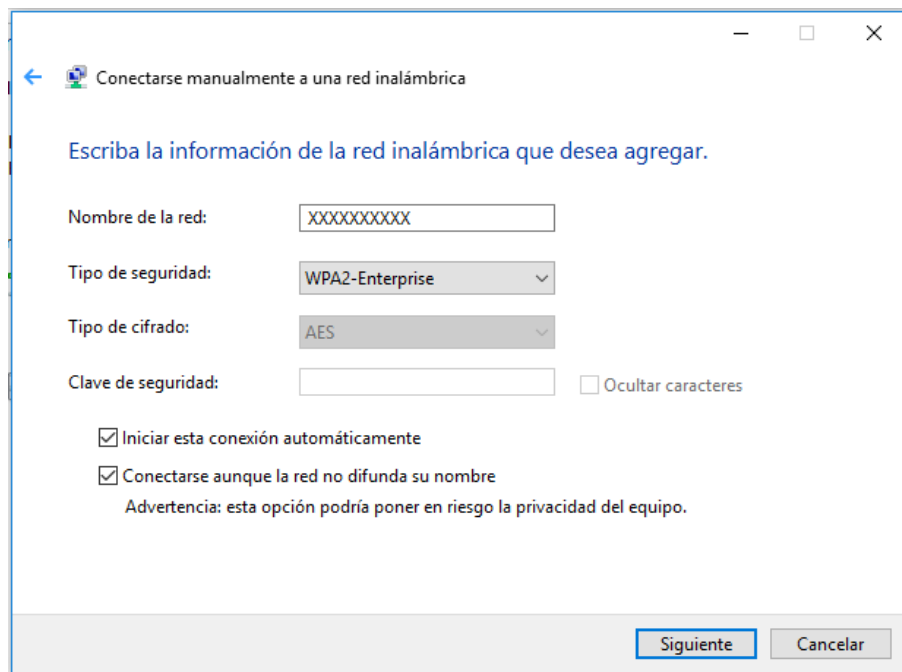 Conectarse manualmente a una red inalámbrica
Escriba la información de la red inalámbrica que desea agregar.
Nombre de la red: XXXXXXXXXX
Tipo de seguridad: WPA2-Enterprise
Tipo de cifrado: AES
Clave de seguridad: Ocultar caracteres
Iniciar esta conexión automáticamente
Conectarse aunque la red no difunda su nombre
Advertencia: esta opción podría poner en riesgo la privacidad del equipo.
Siguiente Cancelar